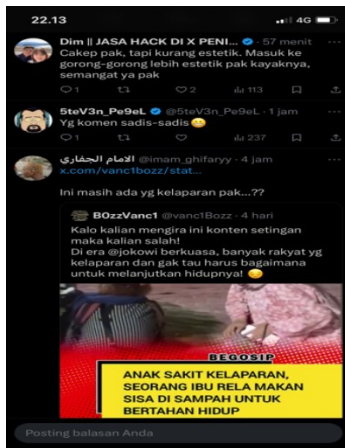 22.13
4G
Dim || JASA HACK DI X PENI... · 57 menit
Cakep pak, tapi kurang estetik. Masuk ke
gorong-gorong lebih estetik pak kayaknya,
semangat ya pak
1 2 113
5teV3n_Pe9eL @5teV3n_Pe9eL · 1 jam
Yg komen sadis-sadis
1 237
الامام الجفاري @imam_ghifaryy · 4 jam
x.com/vanc1bozz/stat...
Ini masih ada yg kelaparan pak...??
B0zzVanc1 @vanc1Bozz · 4 hari
Kalo kalian mengira ini konten setingan
maka kalian salah!
Di era @jokowi berkuasa, banyak rakyat yg
kelaparan dan gak tau harus bagaimana
untuk melanjutkan hidupnya!
BEGOSIP
ANAK SAKIT KELAPARAN,
SEORANG IBU RELA MAKAN
SISA DI SAMPAH UNTUK
BERTAHAN HIDUP
Posting balasan Anda